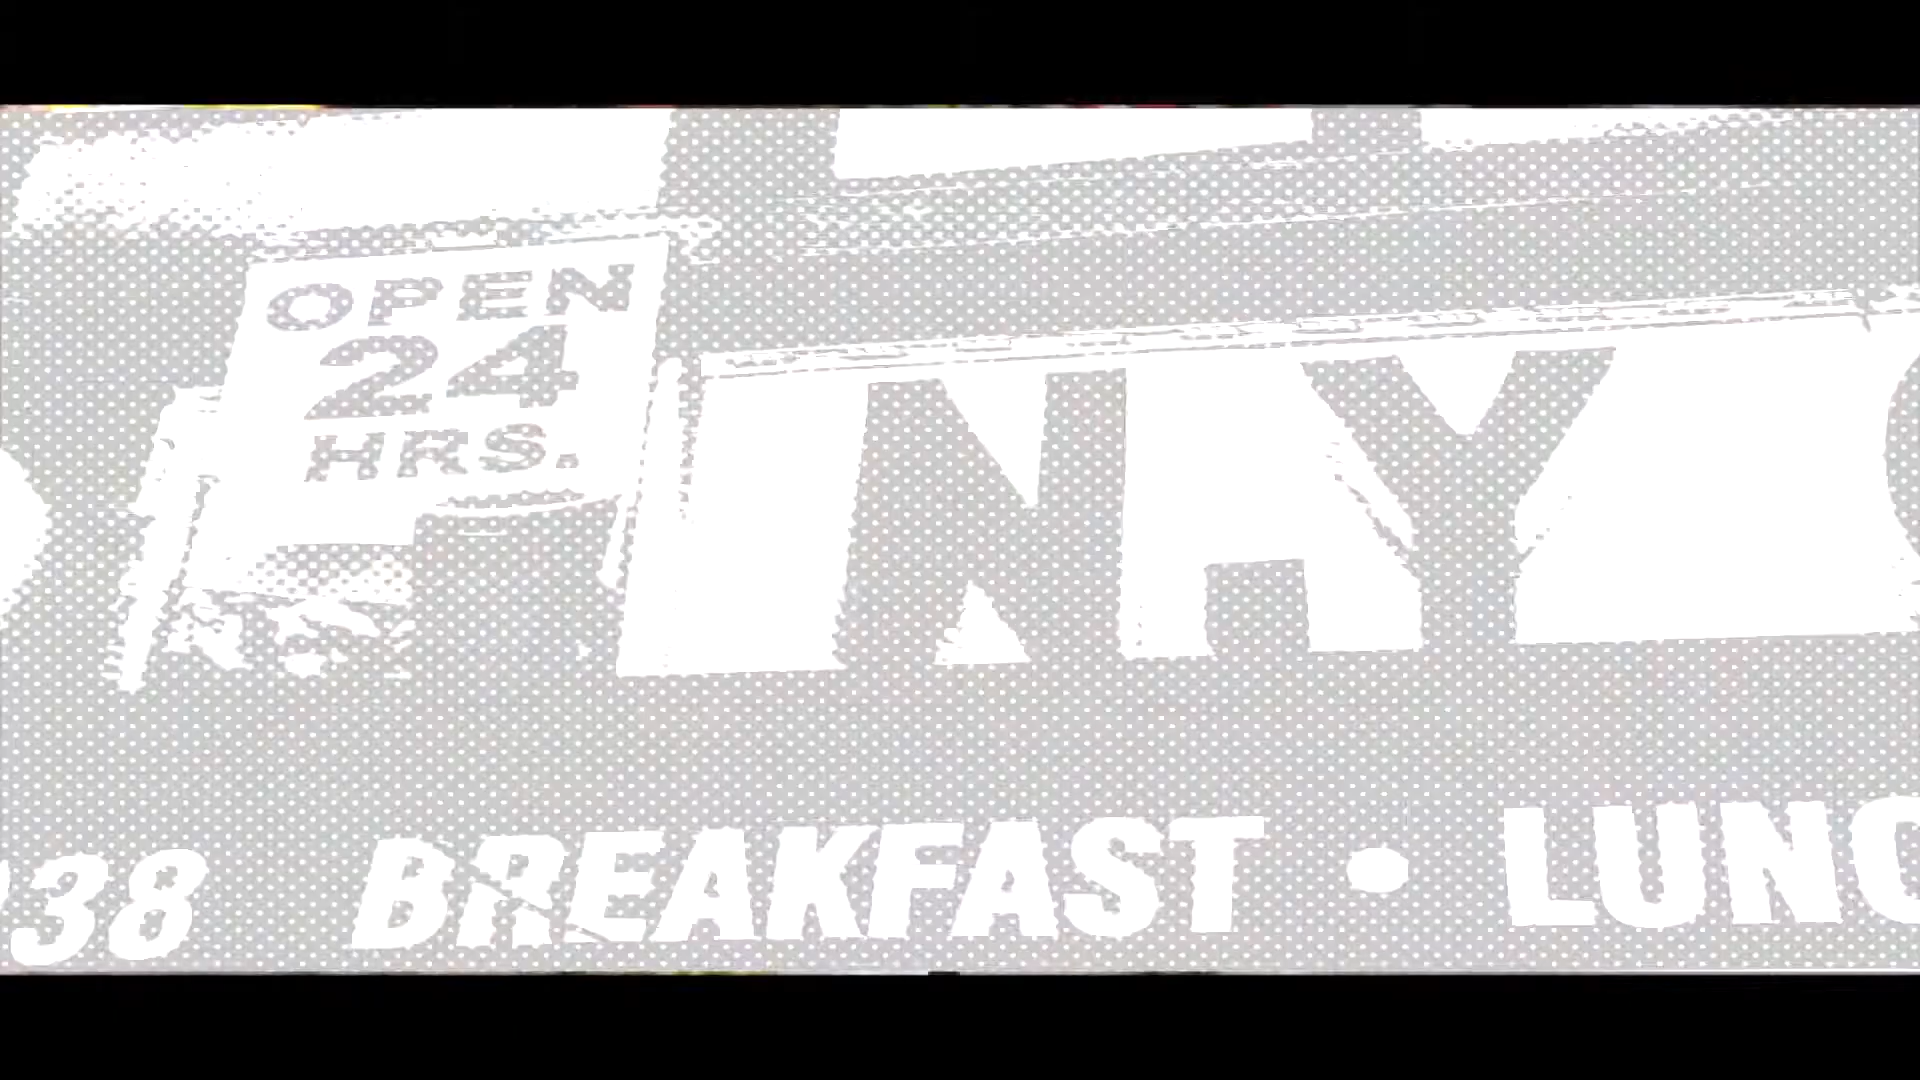 OPEN
24
HRS.
NY
38 BREAKFAST • LUNC